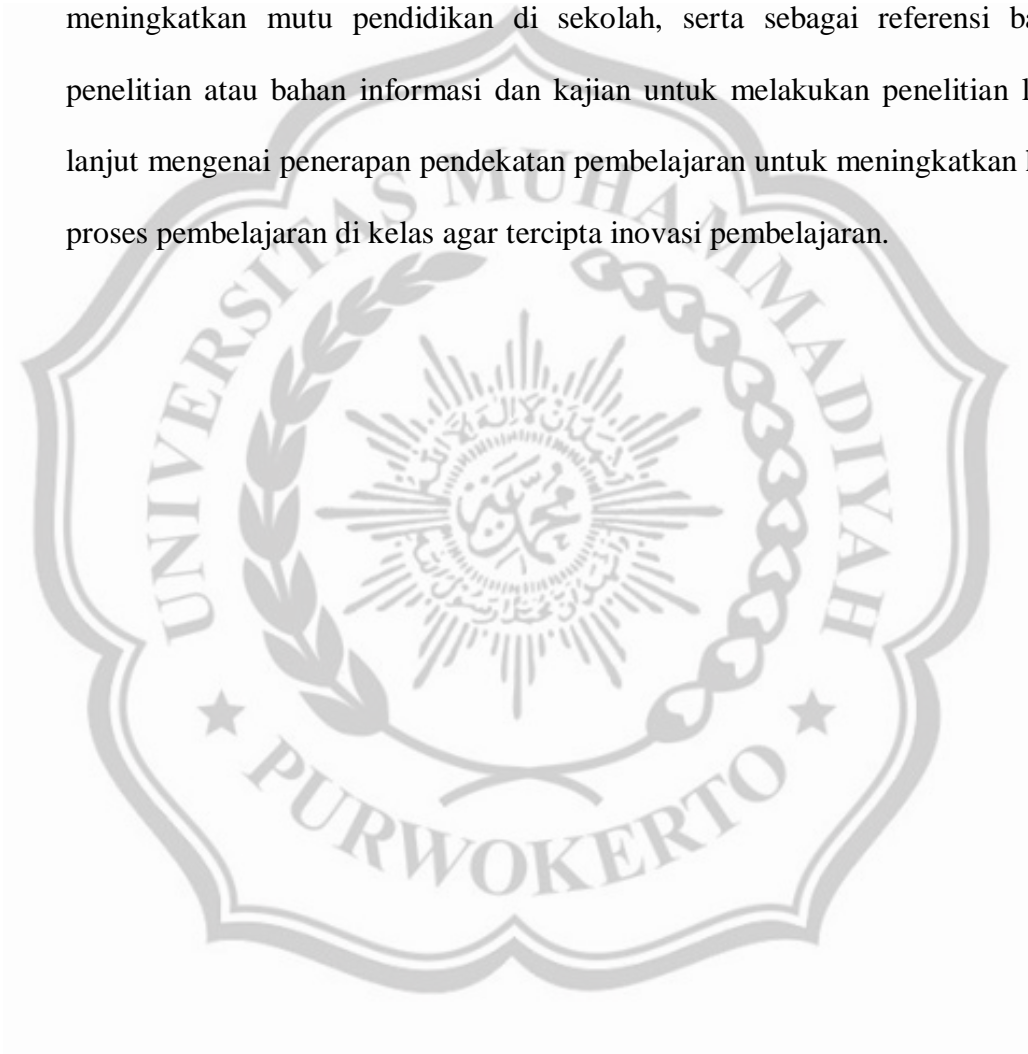 meningkatkan mutu pendidikan di sekolah, serta sebagai referensi
penelitian atau bahan informasi dan kajian untuk melakukan penelitian
lanjut mengenai penerapan pendekatan pembelajaran untuk meningkatkan
proses pembelajaran di kelas agar tercipta inovasi pembelajaran.
UNIVERSITAS MUHAMMADIYAH
PURWOKERTO